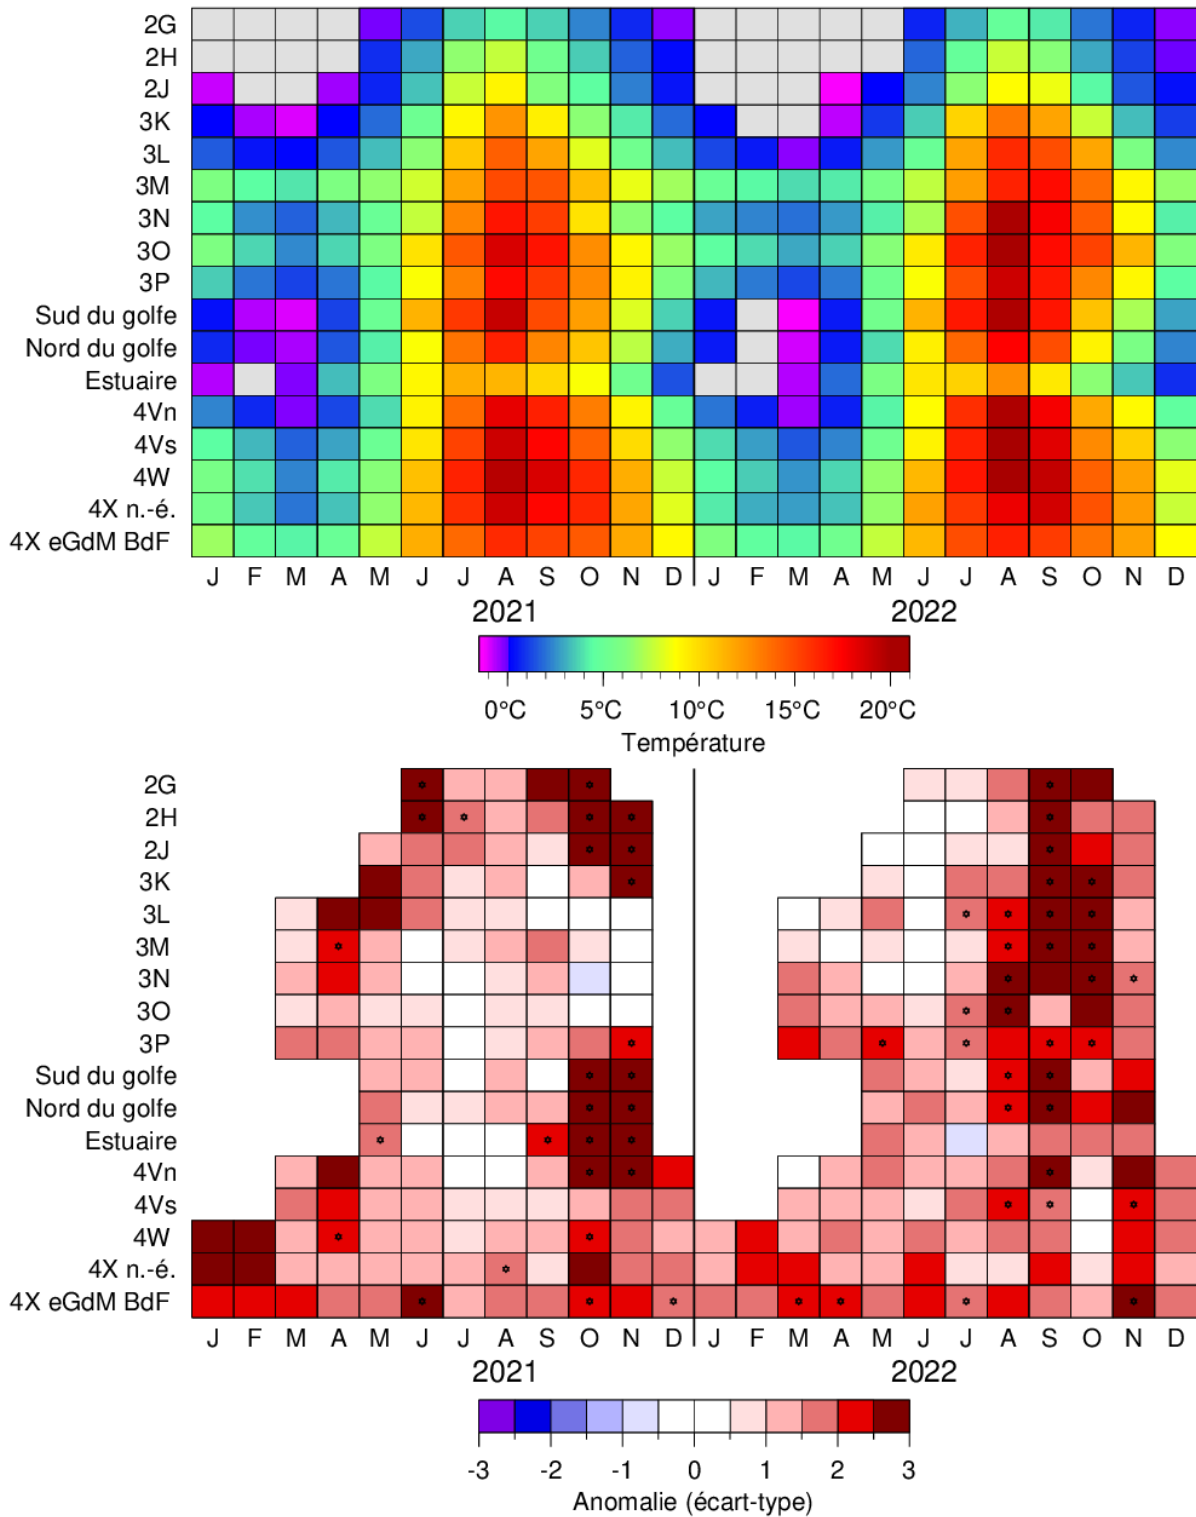 2G
2H
2J
3K
3L
3M
3N
3O
3P
Sud du golfe
Nord du golfe
Estuaire
4Vn
4Vs
4W
4X n.-é.
4X eGdM BdF
J F M A M J J A S O N D J F M A M J J A S O N D
2021 2022
0°C 5°C 10°C 15°C 20°C
Température
2G
2H
2J
3K
3L
3M
3N
3O
3P
Sud du golfe
Nord du golfe
Estuaire
4Vn
4Vs
4W
4X n.-é.
4X eGdM BdF
J F M A M J J A S O N D J F M A M J J A S O N D
2021 2022
-3 -2 -1 0 1 2 3
Anomalie (écart-type)